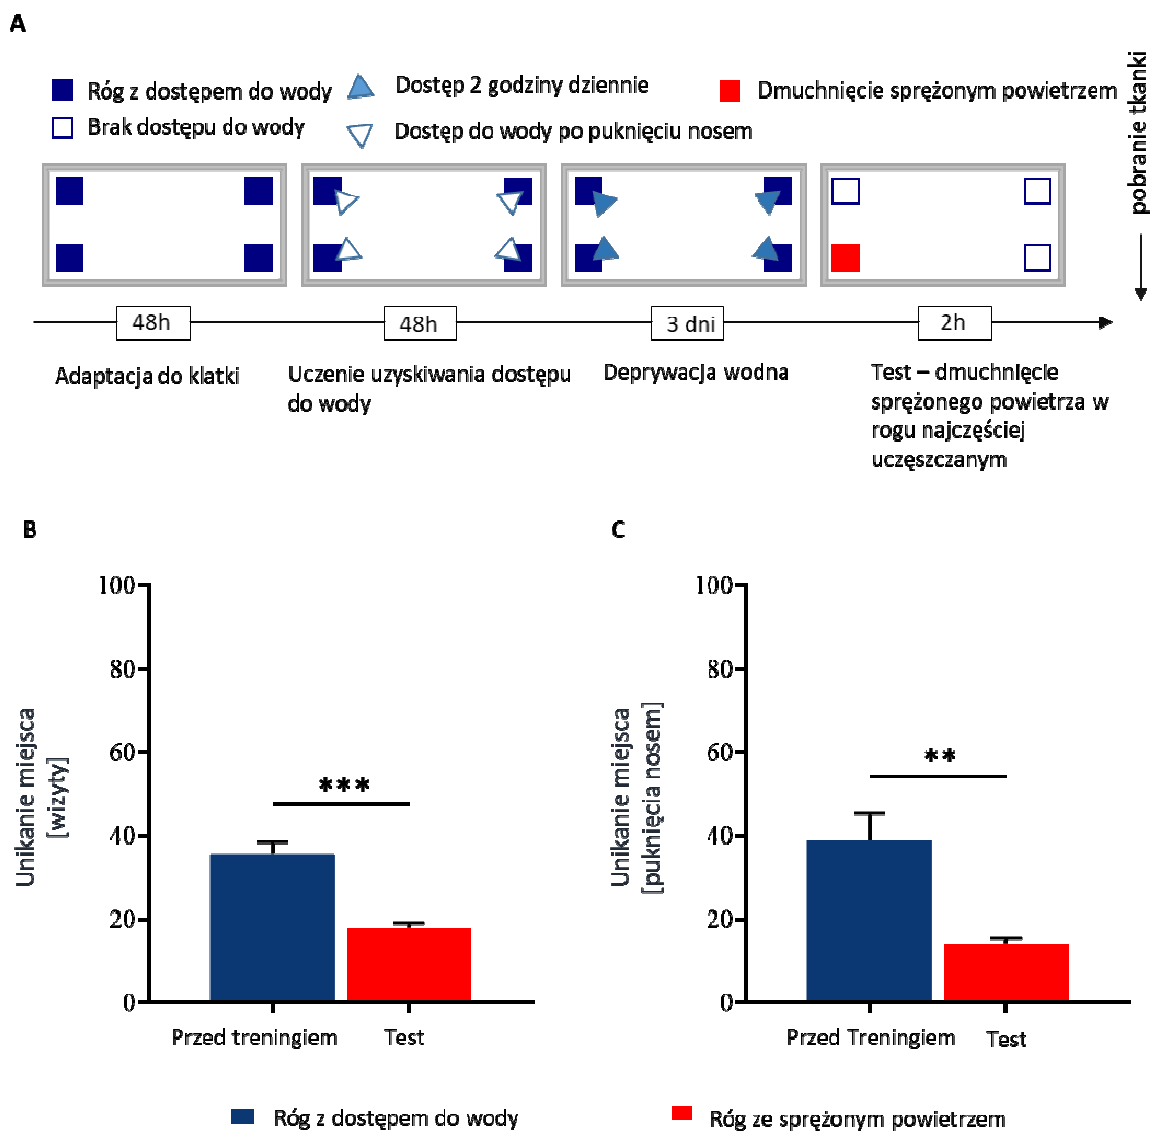 A
Róg z dostępem do wody
Dostęp 2 godziny dziennie
Dmuchnięcie sprężonym powietrzem
Brak dostępu do wody
Dostęp do wody po puknięciu nosem
pobranie tkanki
48h
48h
3 dni
2h
Adaptacja do klatki
Uczenie uzyskiwania dostępu
do wody
Deprywacja wodna
Test – dmuchnięcie
sprężonego powietrza w
rogu najczęściej
uczęszczanym
B
100
80
60
40
20
0
Unikanie miejsca
[wizyty]
***
Przed treningiem
Test
C
100
80
60
40
20
0
Unikanie miejsca
[puknięcia nosem]
**
Przed Treningiem
Test
Róg z dostępem do wody
Róg ze sprężonym powietrzem